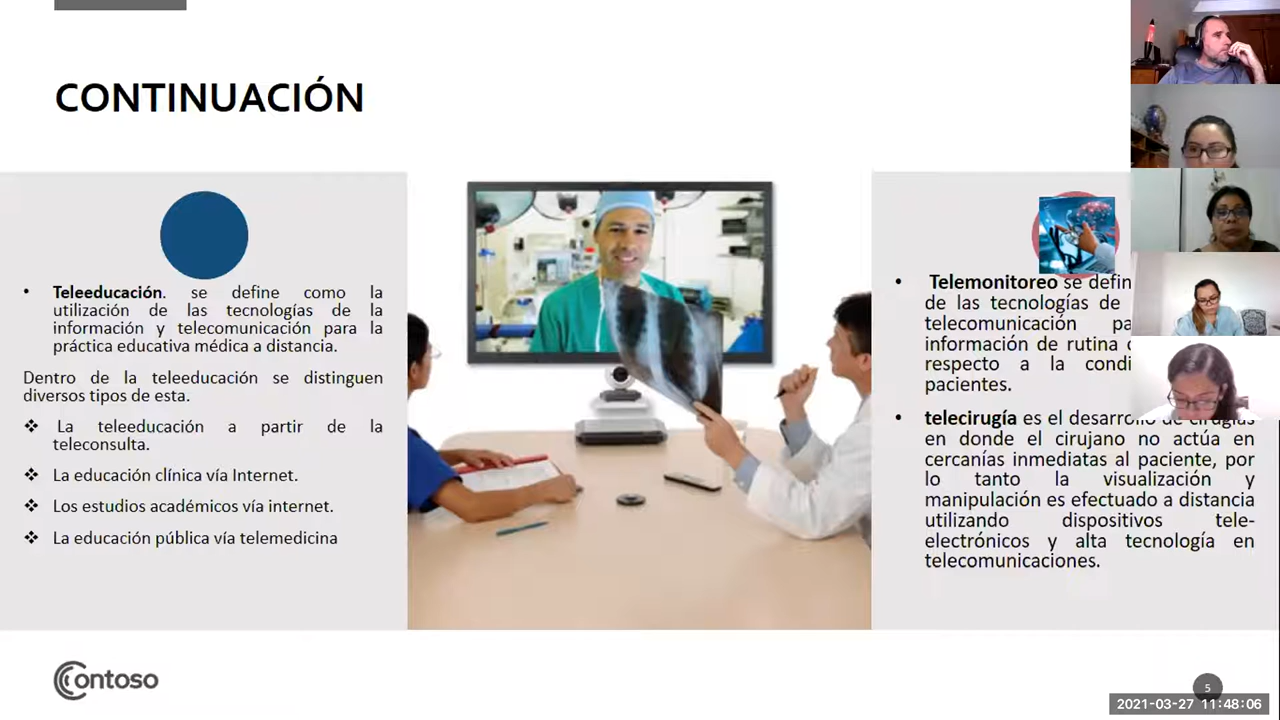 CONTINUACIÓN
• Teleeducación. se define como la
utilización de las tecnologías de la
información y telecomunicación para la
práctica educativa médica a distancia.
Dentro de la teleeducación se distinguen
diversos tipos de esta.
❖ La teleeducación a partir de la
teleconsulta.
❖ La educación clínica vía Internet.
❖ Los estudios académicos vía internet.
❖ La educación pública vía telemedicina
• Telemonitoreo se
de las tecnologías de
telecomunicación
información de rutina
respecto a la
pacientes.
• telecirugía es el desarrollo de cirugías
en donde el cirujano no actúa en
cercanías inmediatas al paciente, por
lo tanto la visualización y
manipulación es efectuado a distancia
utilizando dispositivos tele-
electrónicos y alta tecnología en
telecomunicaciones.
Contoso
5
2021-03-27 11:48:06